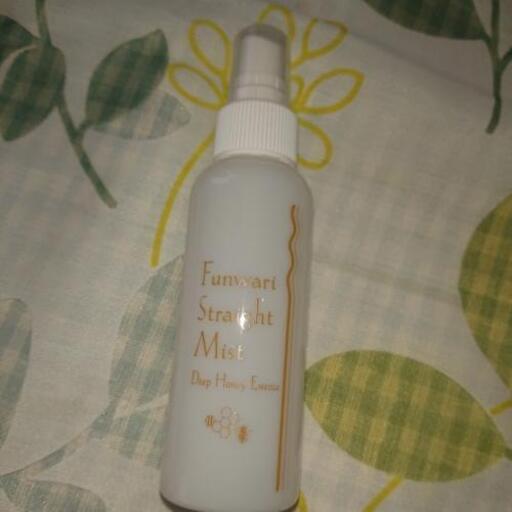 Funwari
Straight
Mist
Deep Honey Essence